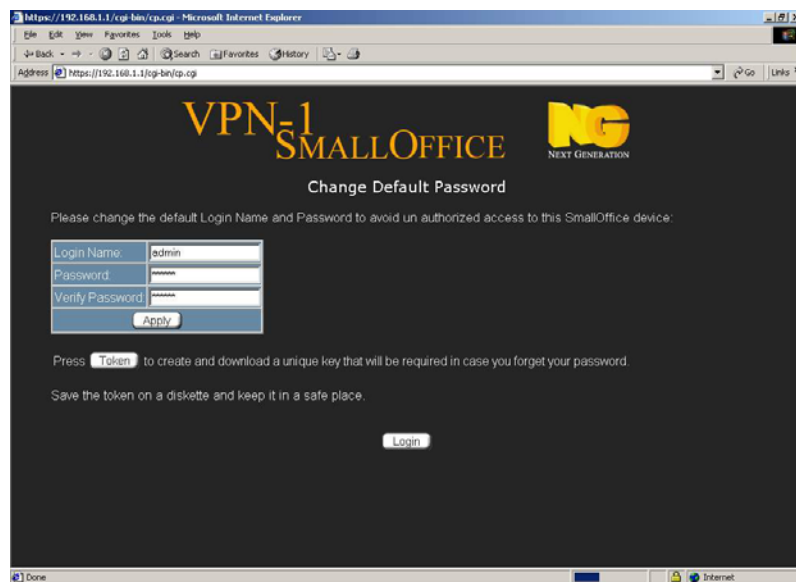 https://192.168.1.1/cgi-bin/cp.cgi - Microsoft Internet Explorer
File Edit View Favorites Tools Help
Back Search Favorites History
Address https://192.168.1.1/cgi-bin/cp.cgi Go Links
VPN-1
SMALLOFFICE
NG
NEXT GENERATION
Change Default Password
Please change the default Login Name and Password to avoid un authorized access to this SmallOffice device:
Login Name: admin
Password: ******
Verify Password: ******
Apply
Press Token to create and download a unique key that will be required in case you forget your password.
Save the token on a diskette and keep it in a safe place.
Login
Done Internet